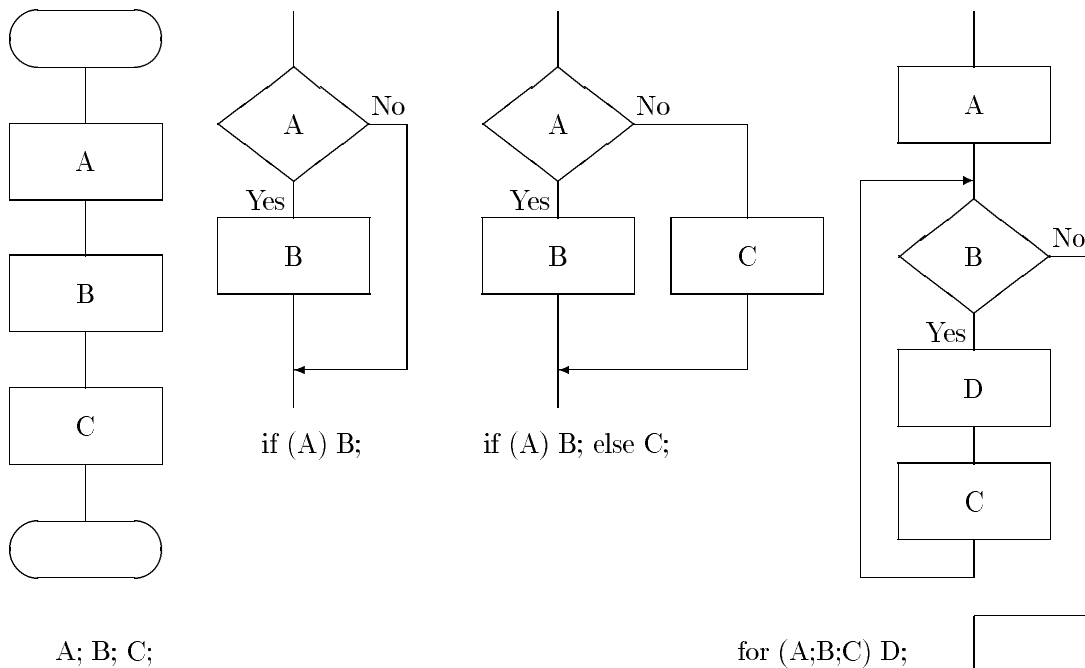 A
B
C
A; B; C;
A
No
Yes
B
if (A) B;
A
No
Yes
B
C
if (A) B; else C;
A
B
No
Yes
D
C
for (A;B;C) D;